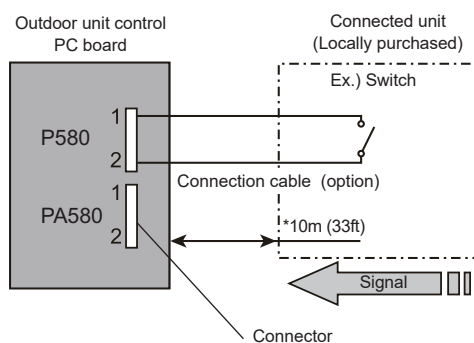 Outdoor unit control
PC board
Connected unit
(Locally purchased)
Ex.) Switch
P580
1
2
Connection cable (option)
PA580
1
2
*10m (33ft)
Signal
Connector